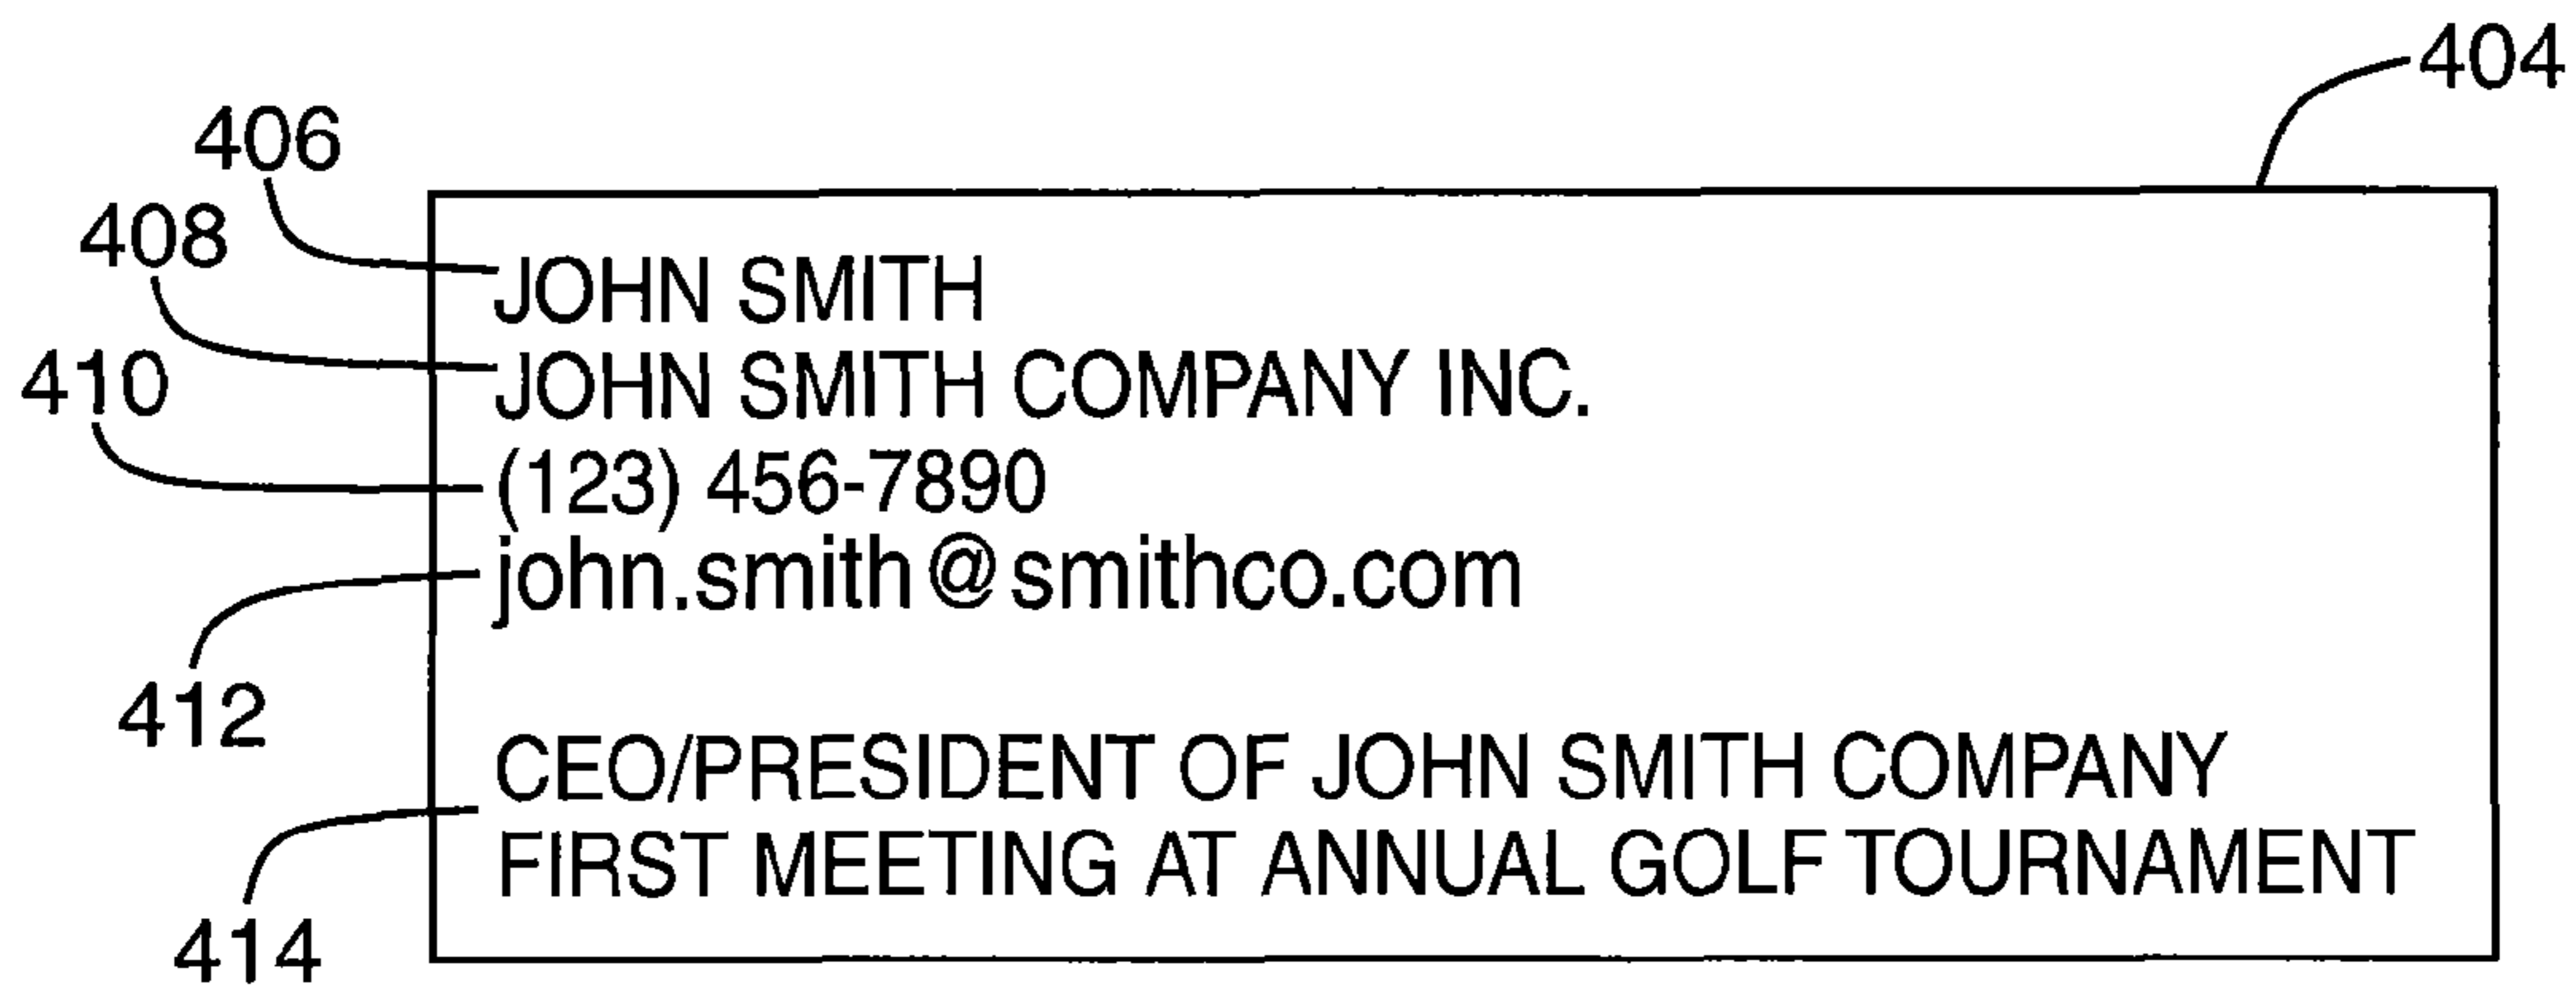 404
406
408
JOHN SMITH
410
JOHN SMITH COMPANY INC.
(123) 456-7890
john.smith@smithco.com
412
CEO/PRESIDENT OF JOHN SMITH COMPANY
FIRST MEETING AT ANNUAL GOLF TOURNAMENT
414